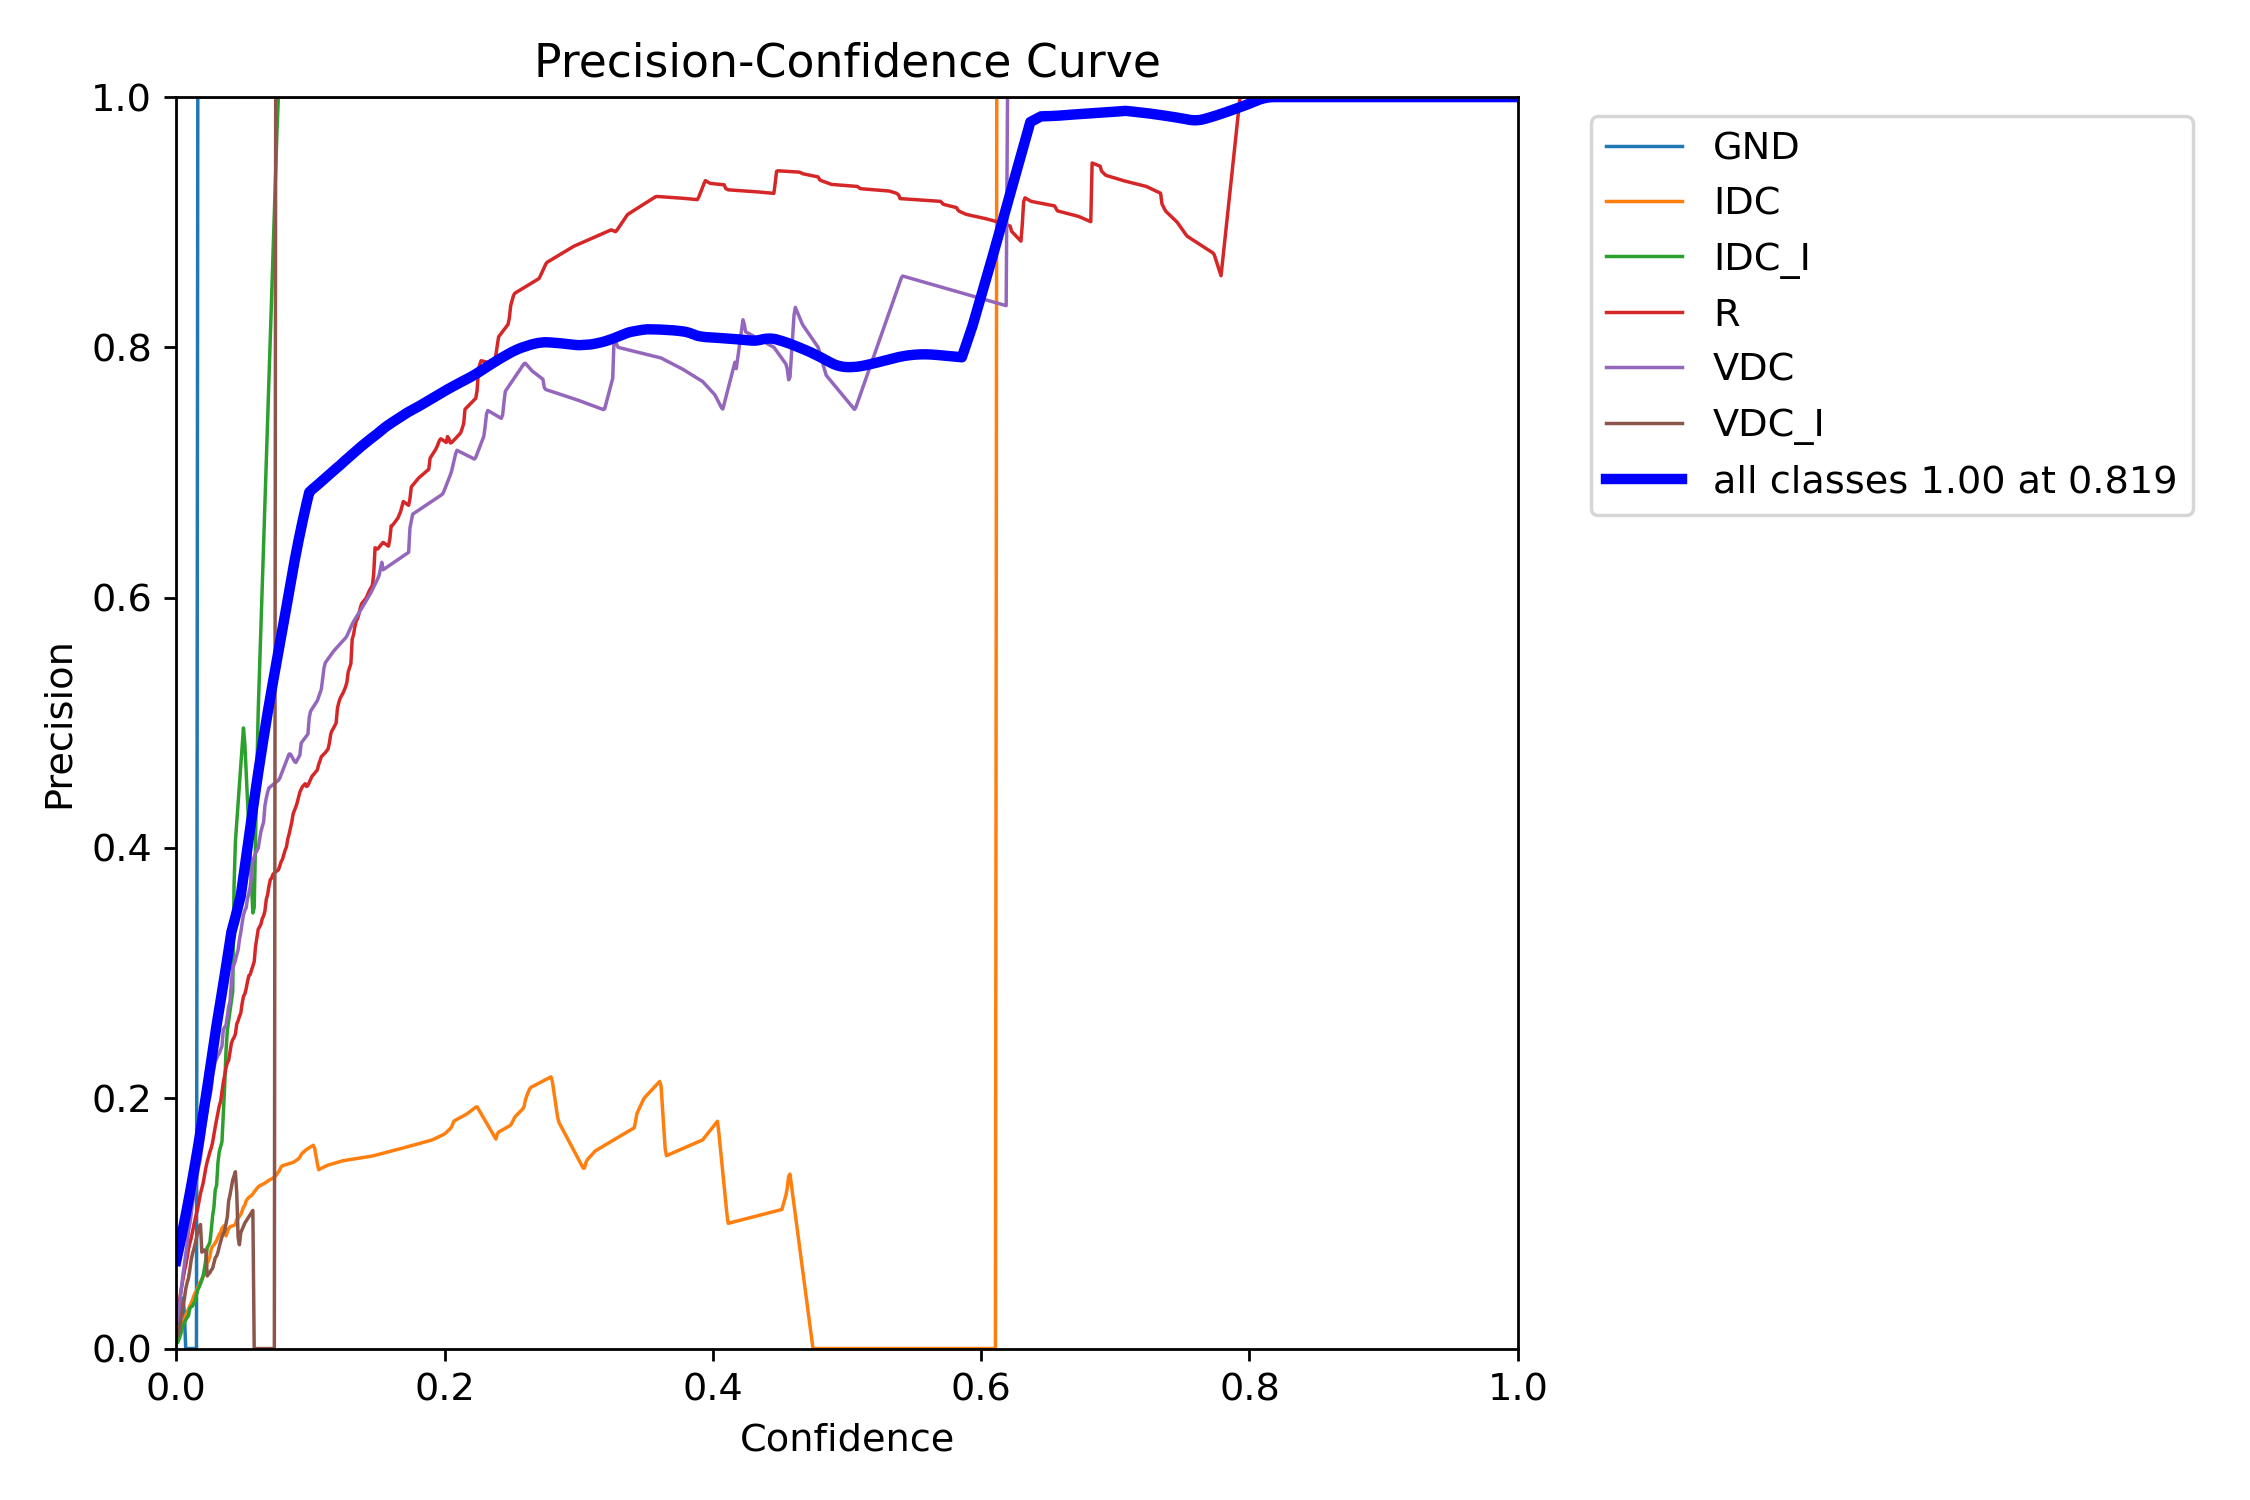 Precision-Confidence Curve
1.0
0.8
0.6
0.4
0.2
0.0
Precision
0.0 0.2 0.4 0.6 0.8 1.0
Confidence
GND
IDC
IDC_I
R
VDC
VDC_I
all classes 1.00 at 0.819